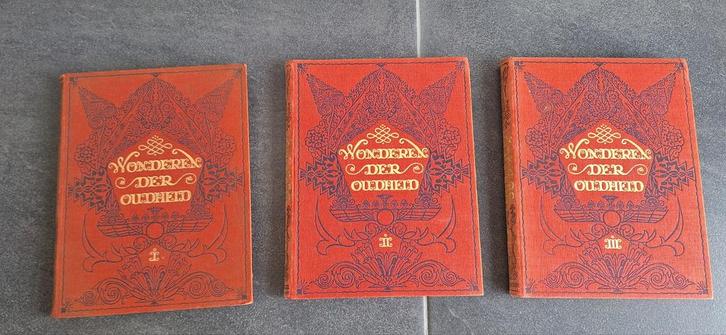 WONDEREN
DER
OUDHEID
I
WONDEREN
DER
OUDHEID
II
WONDEREN
DER
OUDHEID
III